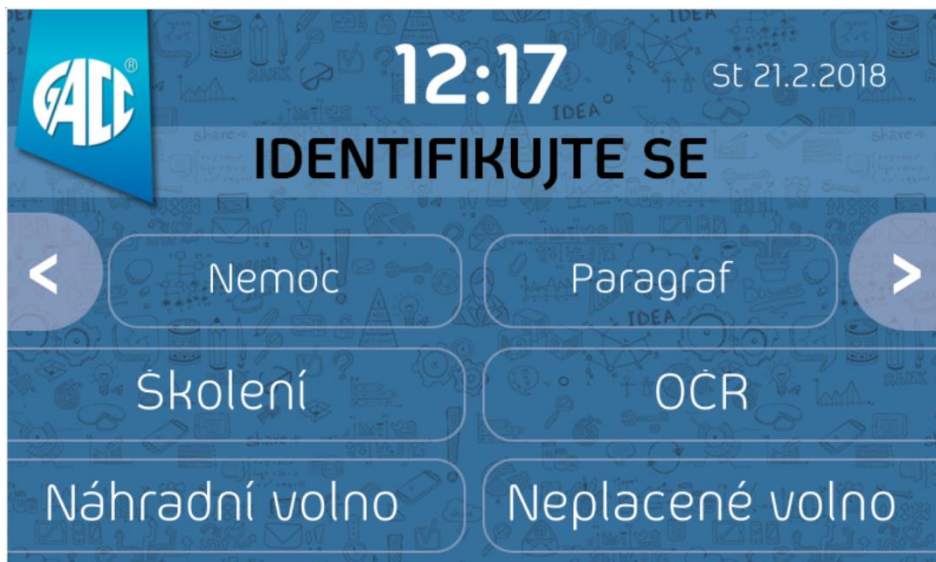 GACC®
12:17
St 21.2.2018
IDENTIFIKUJTE SE
< Nemoc Paragraf >
Školení OČR
Náhradní volno Neplacené volno